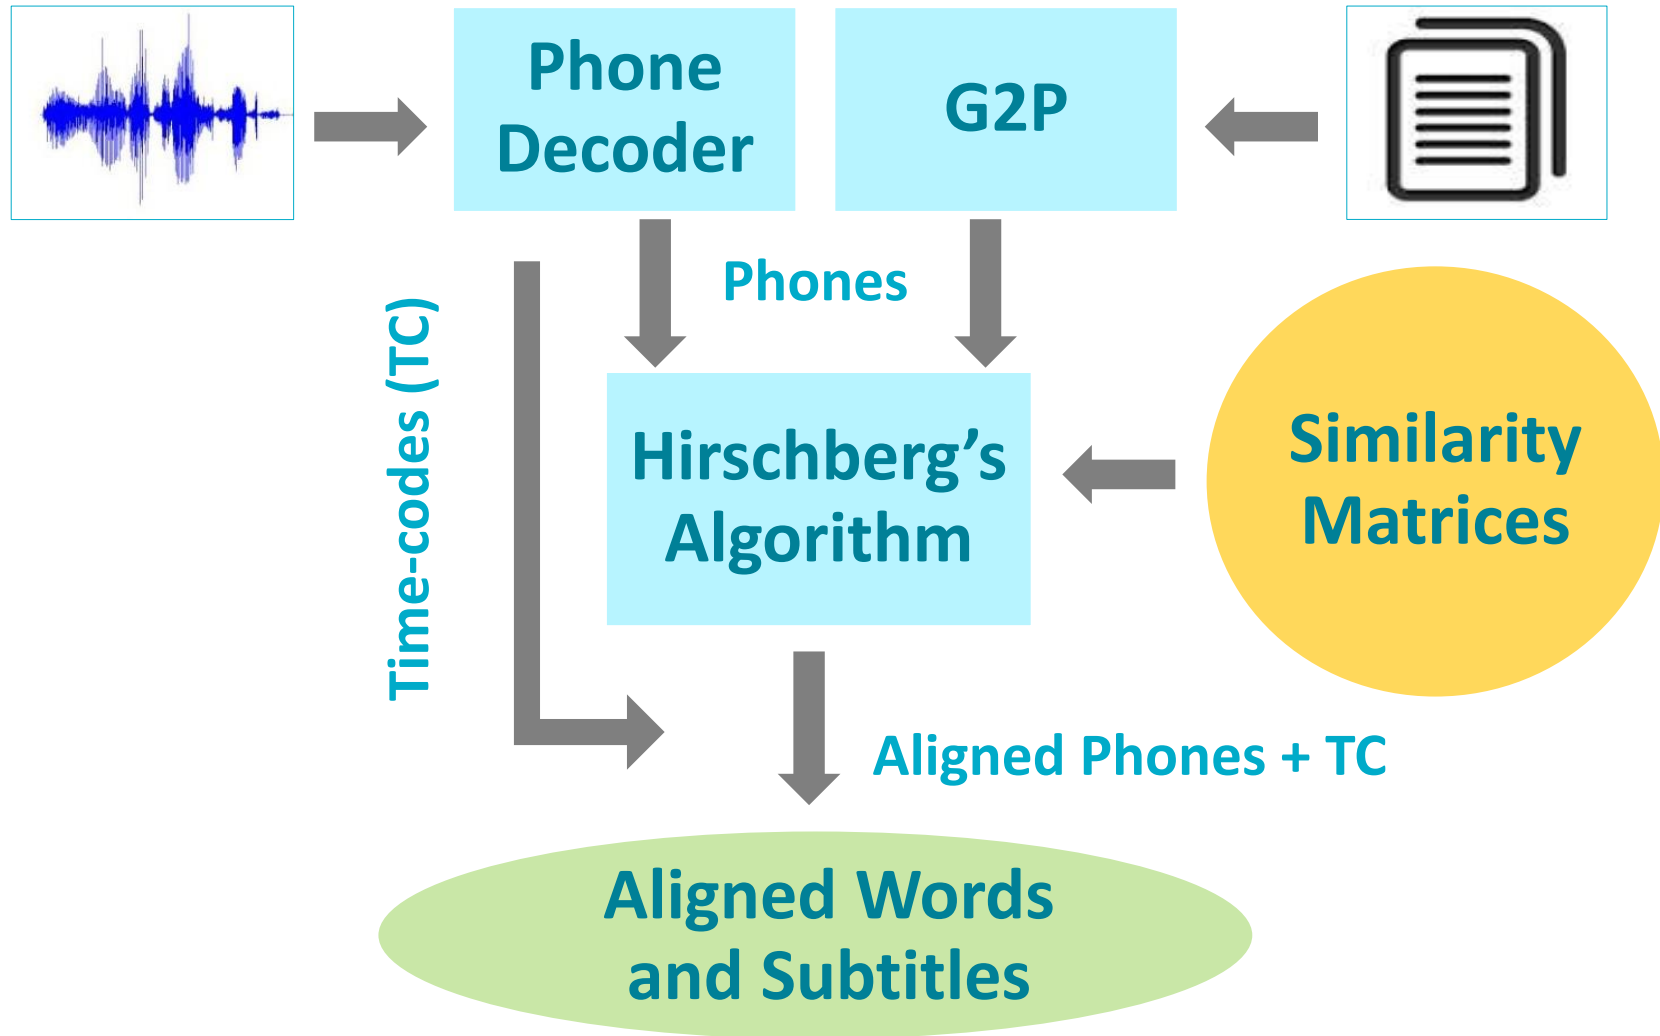 Phone
Decoder
G2P
Phones
Time-codes (TC)
Hirschberg’s
Algorithm
Similarity
Matrices
Aligned Phones + TC
Aligned Words
and Subtitles